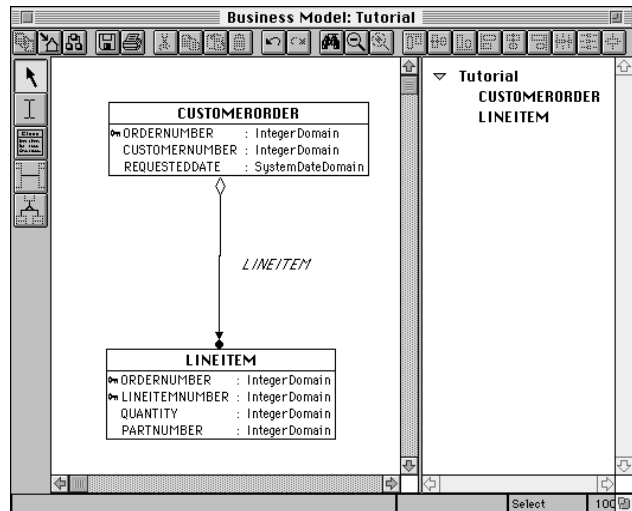 Business Model: Tutorial
CUSTOMERORDER
ORDERNUMBER : IntegerDomain
CUSTOMERNUMBER : IntegerDomain
REQUESTEDDATE : SystemDateDomain
LINEITEM
LINEITEM
ORDERNUMBER : IntegerDomain
LINEITEMNUMBER : IntegerDomain
QUANTITY : IntegerDomain
PARTNUMBER : IntegerDomain
Tutorial
CUSTOMERORDER
LINEITEM
Class
Select 100